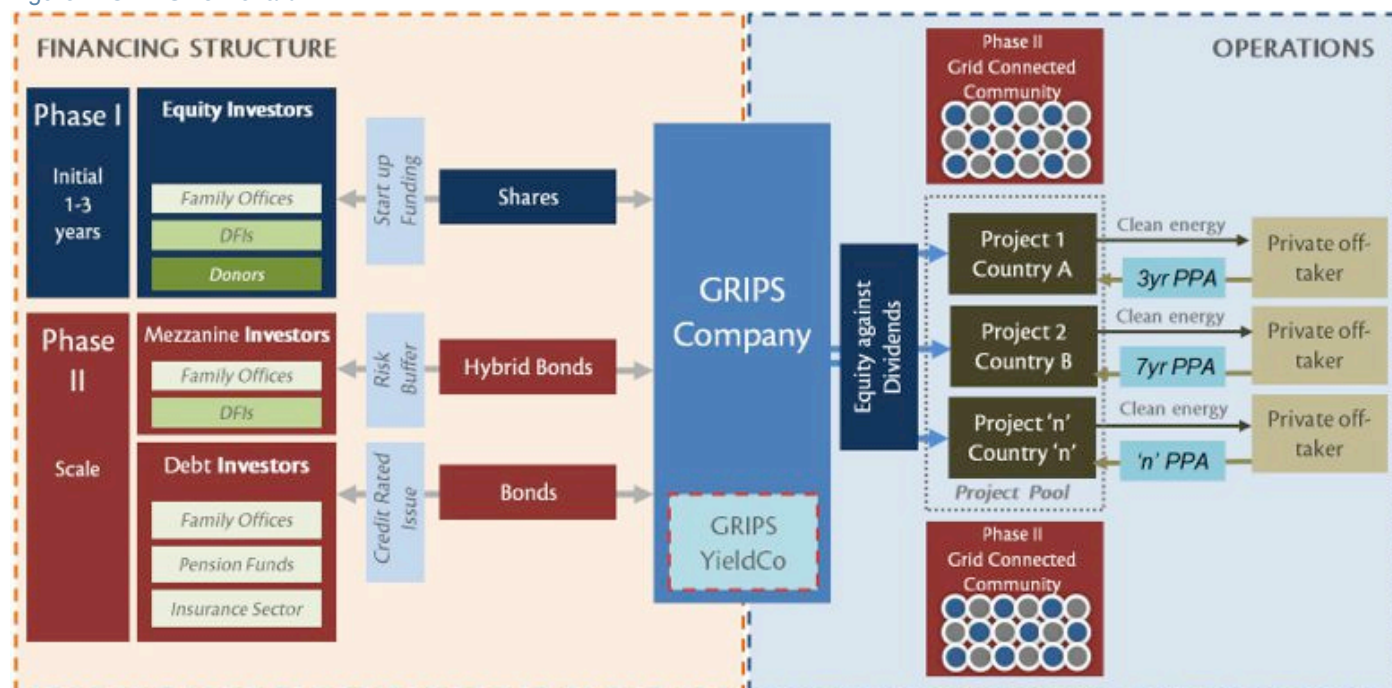 FINANCING STRUCTURE
Phase I
Initial
1-3
years
Equity Investors
Family Offices
DFIs
Donors
Start up
Funding
Shares
Phase
II
Scale
Mezzanine Investors
Family Offices
DFIs
Risk
Buffer
Hybrid Bonds
Debt Investors
Family Offices
Pension Funds
Insurance Sector
Credit Rated
Issue
Bonds
GRIPS
Company
GRIPS
YieldCo
OPERATIONS
Phase II
Grid Connected
Community
Equity against
Dividends
Project 1
Country A
Clean energy
3yr PPA
Private off-
taker
Project 2
Country B
Clean energy
7yr PPA
Private off-
taker
Project 'n'
Country 'n'
Clean energy
'n' PPA
Private off-
taker
Project Pool
Phase II
Grid Connected
Community